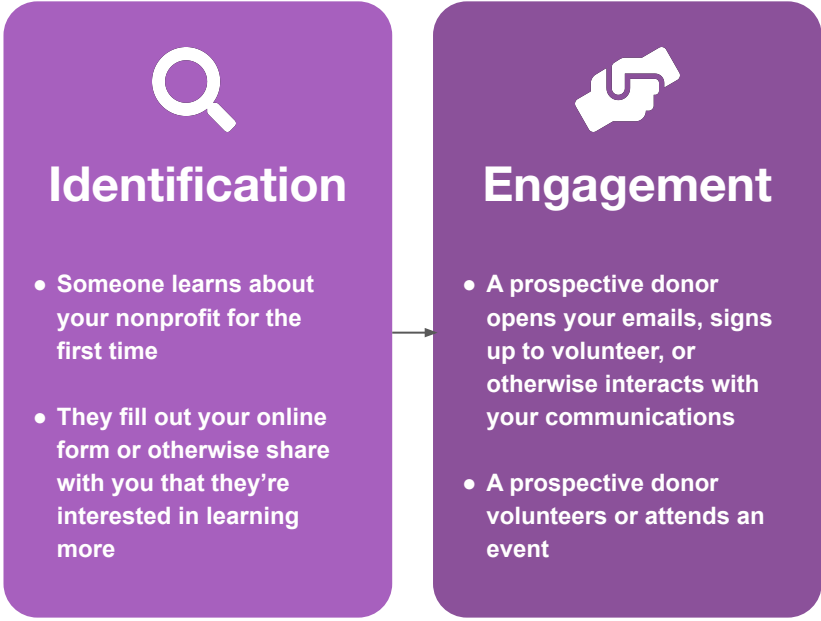 Identification
● Someone learns about
your nonprofit for the
first time
● They fill out your online
form or otherwise share
with you that they’re
interested in learning
more
Engagement
● A prospective donor
opens your emails, signs
up to volunteer, or
otherwise interacts with
your communications
● A prospective donor
volunteers or attends an
event